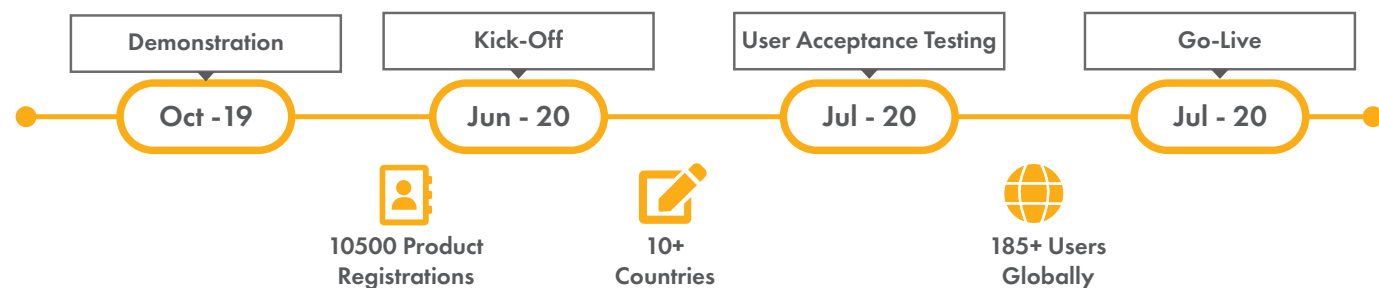 Demonstration
Kick-Off
User Acceptance Testing
Go-Live
Oct -19
Jun - 20
Jul - 20
Jul - 20
10500 Product
Registrations
10+
Countries
185+ Users
Globally